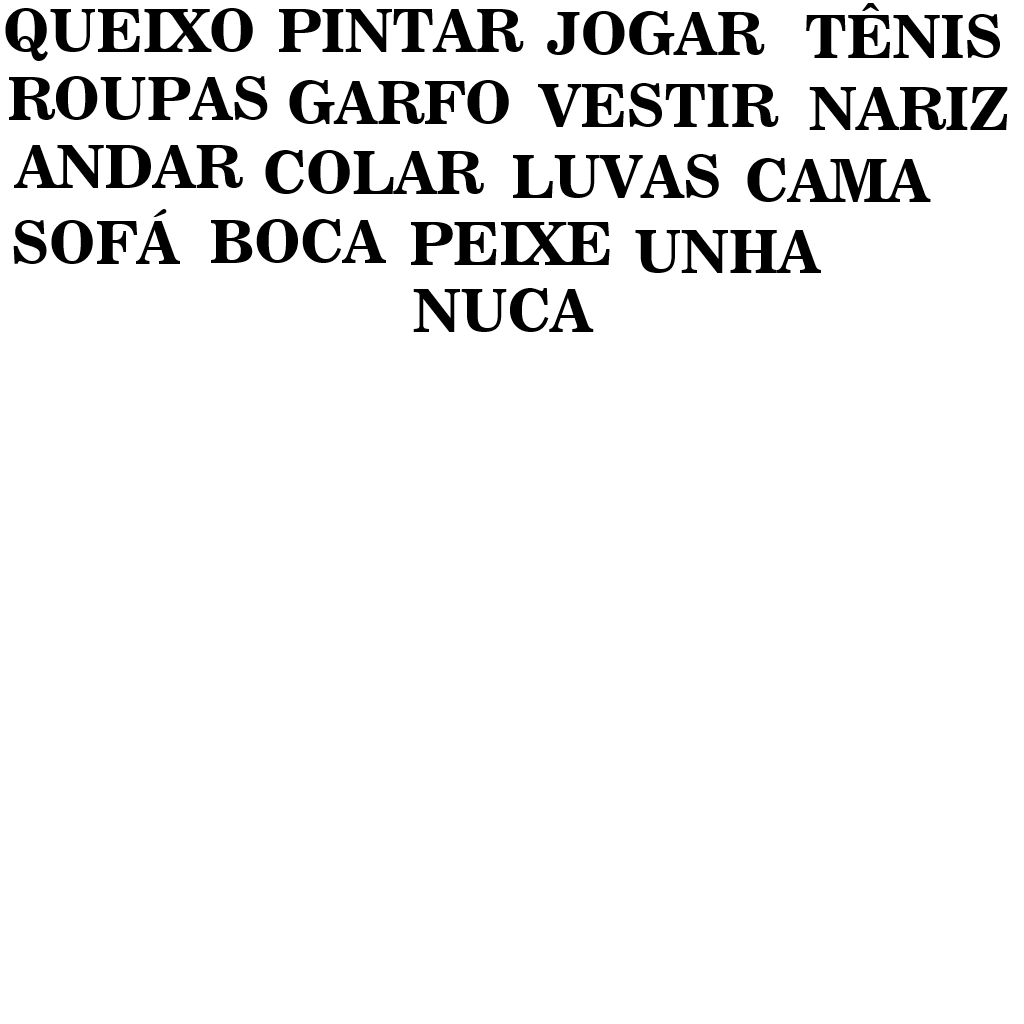 QUEIXO PINTAR JOGAR TÊNIS
ROUPAS GARFO VESTIR NARIZ
ANDAR COLAR LUVAS CAMA
SOFÁ BOCA PEIXE UNHA
NUCA